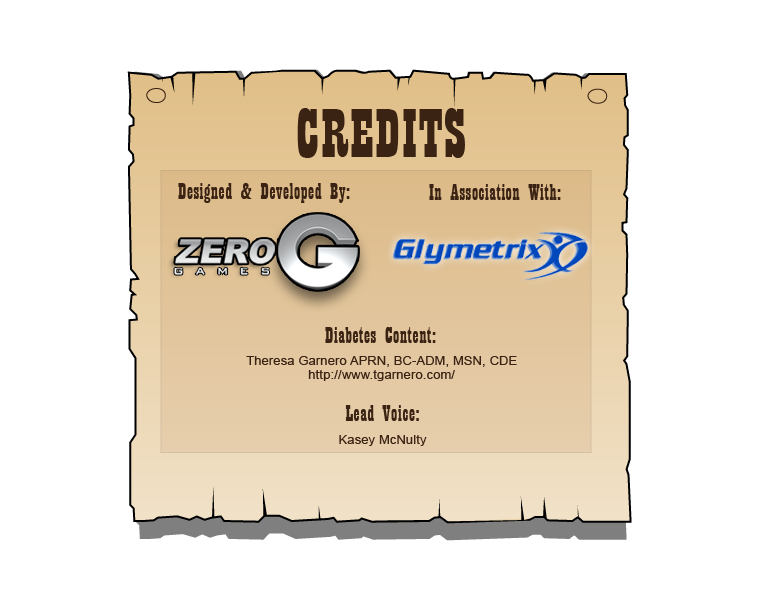 CREDITS
Designed & Developed By:
ZERO G
GAMES
In Association With:
Glymetrix
Diabetes Content:
Theresa Garnero APRN, BC-ADM, MSN, CDE
http://www.tgarnero.com/
Lead Voice:
Kasey McNulty